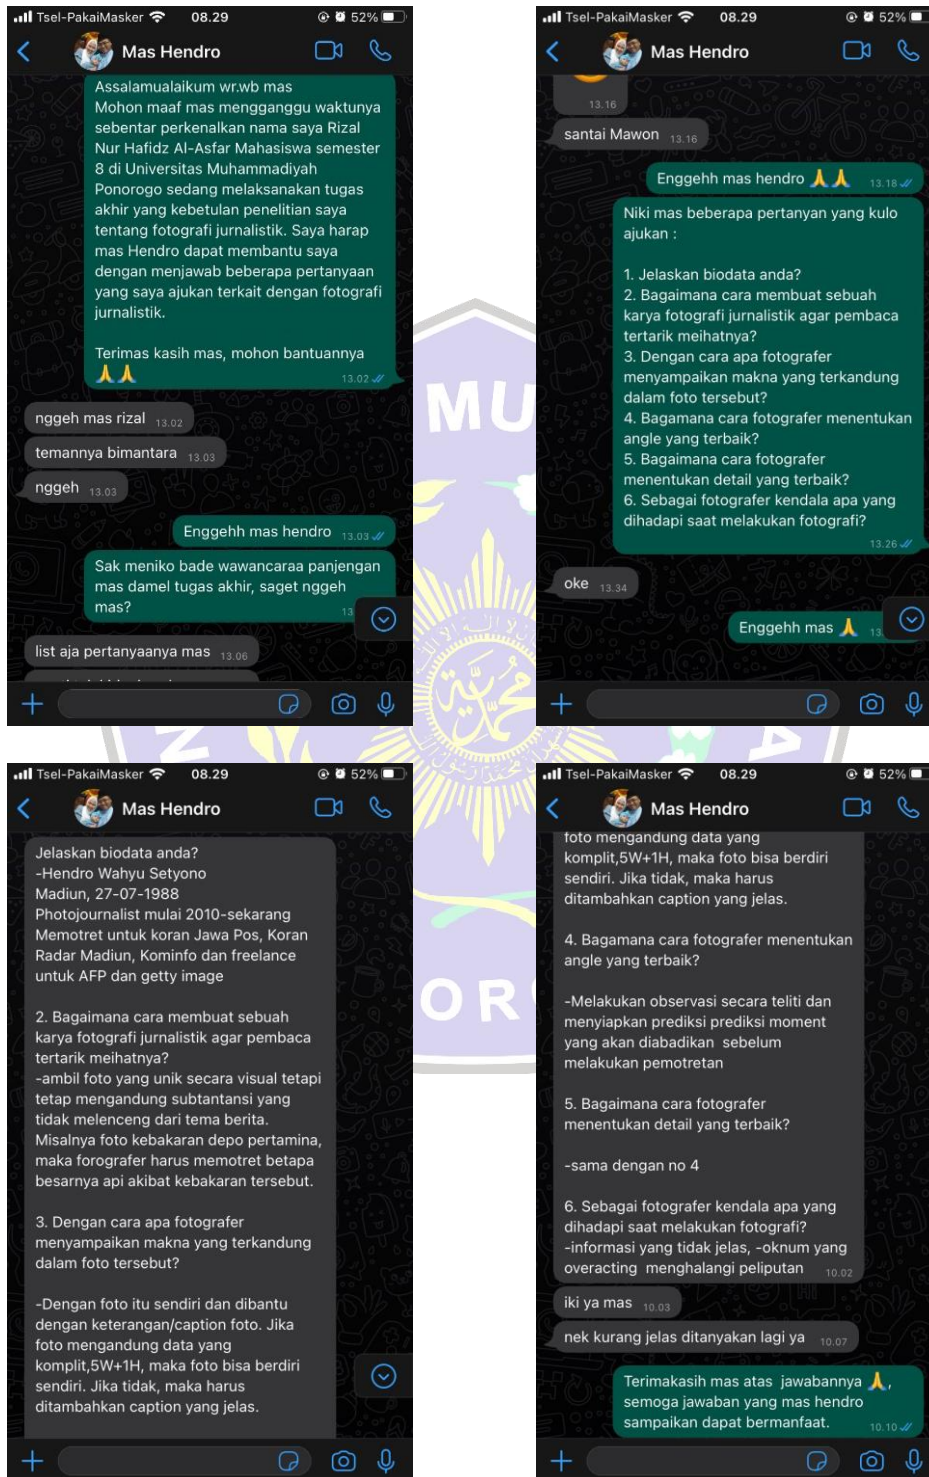 Tsel-PakaiMasker 08.29 52%
Mas Hendro
Assalamualaikum wr.wb mas
Mohon maaf mas mengganggu waktunya
sebentar perkenalkan nama saya Rizal
Nur Hafidz Al-Asfar Mahasiswa semester
8 di Universitas Muhammadiyah
Ponorogo sedang melaksanakan tugas
akhir yang kebetulan penelitian saya
tentang fotografi jurnalistik. Saya harap
mas Hendro dapat membantu saya
dengan menjawab beberapa pertanyaan
yang saya ajukan terkait dengan fotografi
jurnalistik.
Terimas kasih mas, mohon bantuannya
🙏🙏 13.02
nggeh mas rizal 13.02
temannya bimantara 13.03
nggeh 13.03
Enggehh mas hendro 13.03
Sak meniko bade wawancaraa panjengan
mas damel tugas akhir, saget nggeh
mas? 13
list aja pertanyaanya mas 13.06
Tsel-PakaiMasker 08.29 52%
Mas Hendro
13.16
santai Mawon 13.16
Enggehh mas hendro 🙏🙏 13.18
Niki mas beberapa pertanyan yang kulo
ajukan :
1. Jelaskan biodata anda?
2. Bagaimana cara membuat sebuah
karya fotografi jurnalistik agar pembaca
tertarik meihatnya?
3. Dengan cara apa fotografer
menyampaikan makna yang terkandung
dalam foto tersebut?
4. Bagamana cara fotografer menentukan
angle yang terbaik?
5. Bagaimana cara fotografer
menentukan detail yang terbaik?
6. Sebagai fotografer kendala apa yang
dihadapi saat melakukan fotografi?
13.26
oke 13.34
Enggehh mas 🙏 13.
Tsel-PakaiMasker 08.29 52%
Mas Hendro
Jelaskan biodata anda?
-Hendro Wahyu Setyono
Madiun, 27-07-1988
Photojournalist mulai 2010-sekarang
Memotret untuk koran Jawa Pos, Koran
Radar Madiun, Kominfo dan freelance
untuk AFP dan getty image
2. Bagaimana cara membuat sebuah
karya fotografi jurnalistik agar pembaca
tertarik meihatnya?
-ambil foto yang unik secara visual tetapi
tetap mengandung subtantansi yang
tidak melenceng dari tema berita.
Misalnya foto kebakaran depo pertamina,
maka forografer harus memotret betapa
besarnya api akibat kebakaran tersebut.
3. Dengan cara apa fotografer
menyampaikan makna yang terkandung
dalam foto tersebut?
-Dengan foto itu sendiri dan dibantu
dengan keterangan/caption foto. Jika
foto mengandung data yang
komplit,5W+1H, maka foto bisa berdiri
sendiri. Jika tidak, maka harus
ditambahkan caption yang jelas.
Tsel-PakaiMasker 08.29 52%
Mas Hendro
foto mengandung data yang
komplit,5W+1H, maka foto bisa berdiri
sendiri. Jika tidak, maka harus
ditambahkan caption yang jelas.
4. Bagamana cara fotografer menentukan
angle yang terbaik?
-Melakukan observasi secara teliti dan
menyiapkan prediksi prediksi moment
yang akan diabadikan sebelum
melakukan pemotretan
5. Bagaimana cara fotografer
menentukan detail yang terbaik?
-sama dengan no 4
6. Sebagai fotografer kendala apa yang
dihadapi saat melakukan fotografi?
-informasi yang tidak jelas, -oknum yang
overacting menghalangi peliputan 10.02
iki ya mas 10.03
nek kurang jelas ditanyakan lagi ya 10.07
Terimakasih mas atas jawabannya 🙏,
semoga jawaban yang mas hendro
sampaikan dapat bermanfaat. 10.10
MU
OR